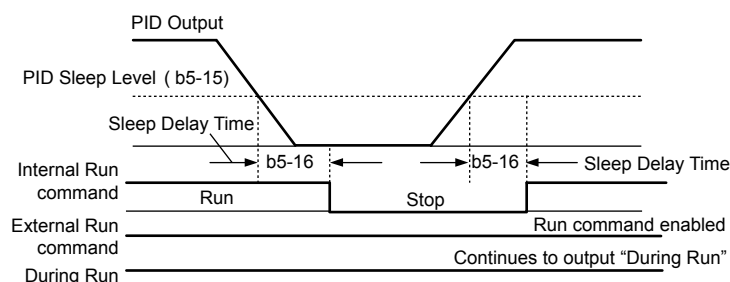 PID Output
PID Sleep Level ( b5-15)
Sleep Delay Time
b5-16
b5-16
Sleep Delay Time
Internal Run
command
Run
Stop
External Run
command
Run command enabled
Continues to output “During Run”
During Run